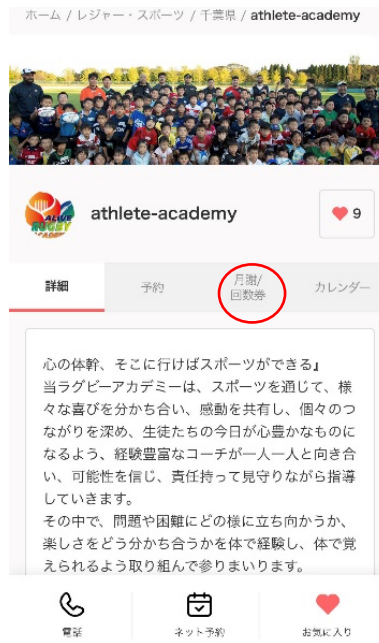 ホーム / レジャー・スポーツ / 千葉県 / athlete-academy
ALIVE
RUGBY
ACADEMY
athlete-academy
9
詳細
予約
月謝/
回数券
カレンダー
心の体幹、そこに行けばスポーツができる』
当ラグビーアカデミーは、スポーツを通じて、様
々な喜びを分かち合い、感動を共有し、個々のつ
ながりを深め、生徒たちの今日が心豊かなものに
なるよう、経験豊富なコーチが一人一人と向き合
い、可能性を信じ、責任持って見守りながら指導
していきます。
その中で、問題や困難にどの様に立ち向かうか、
楽しさをどう分かち合うかを体で経験し、体で覚
えられるよう取り組んで参りまいります。
電話
ネット予約
お気に入り